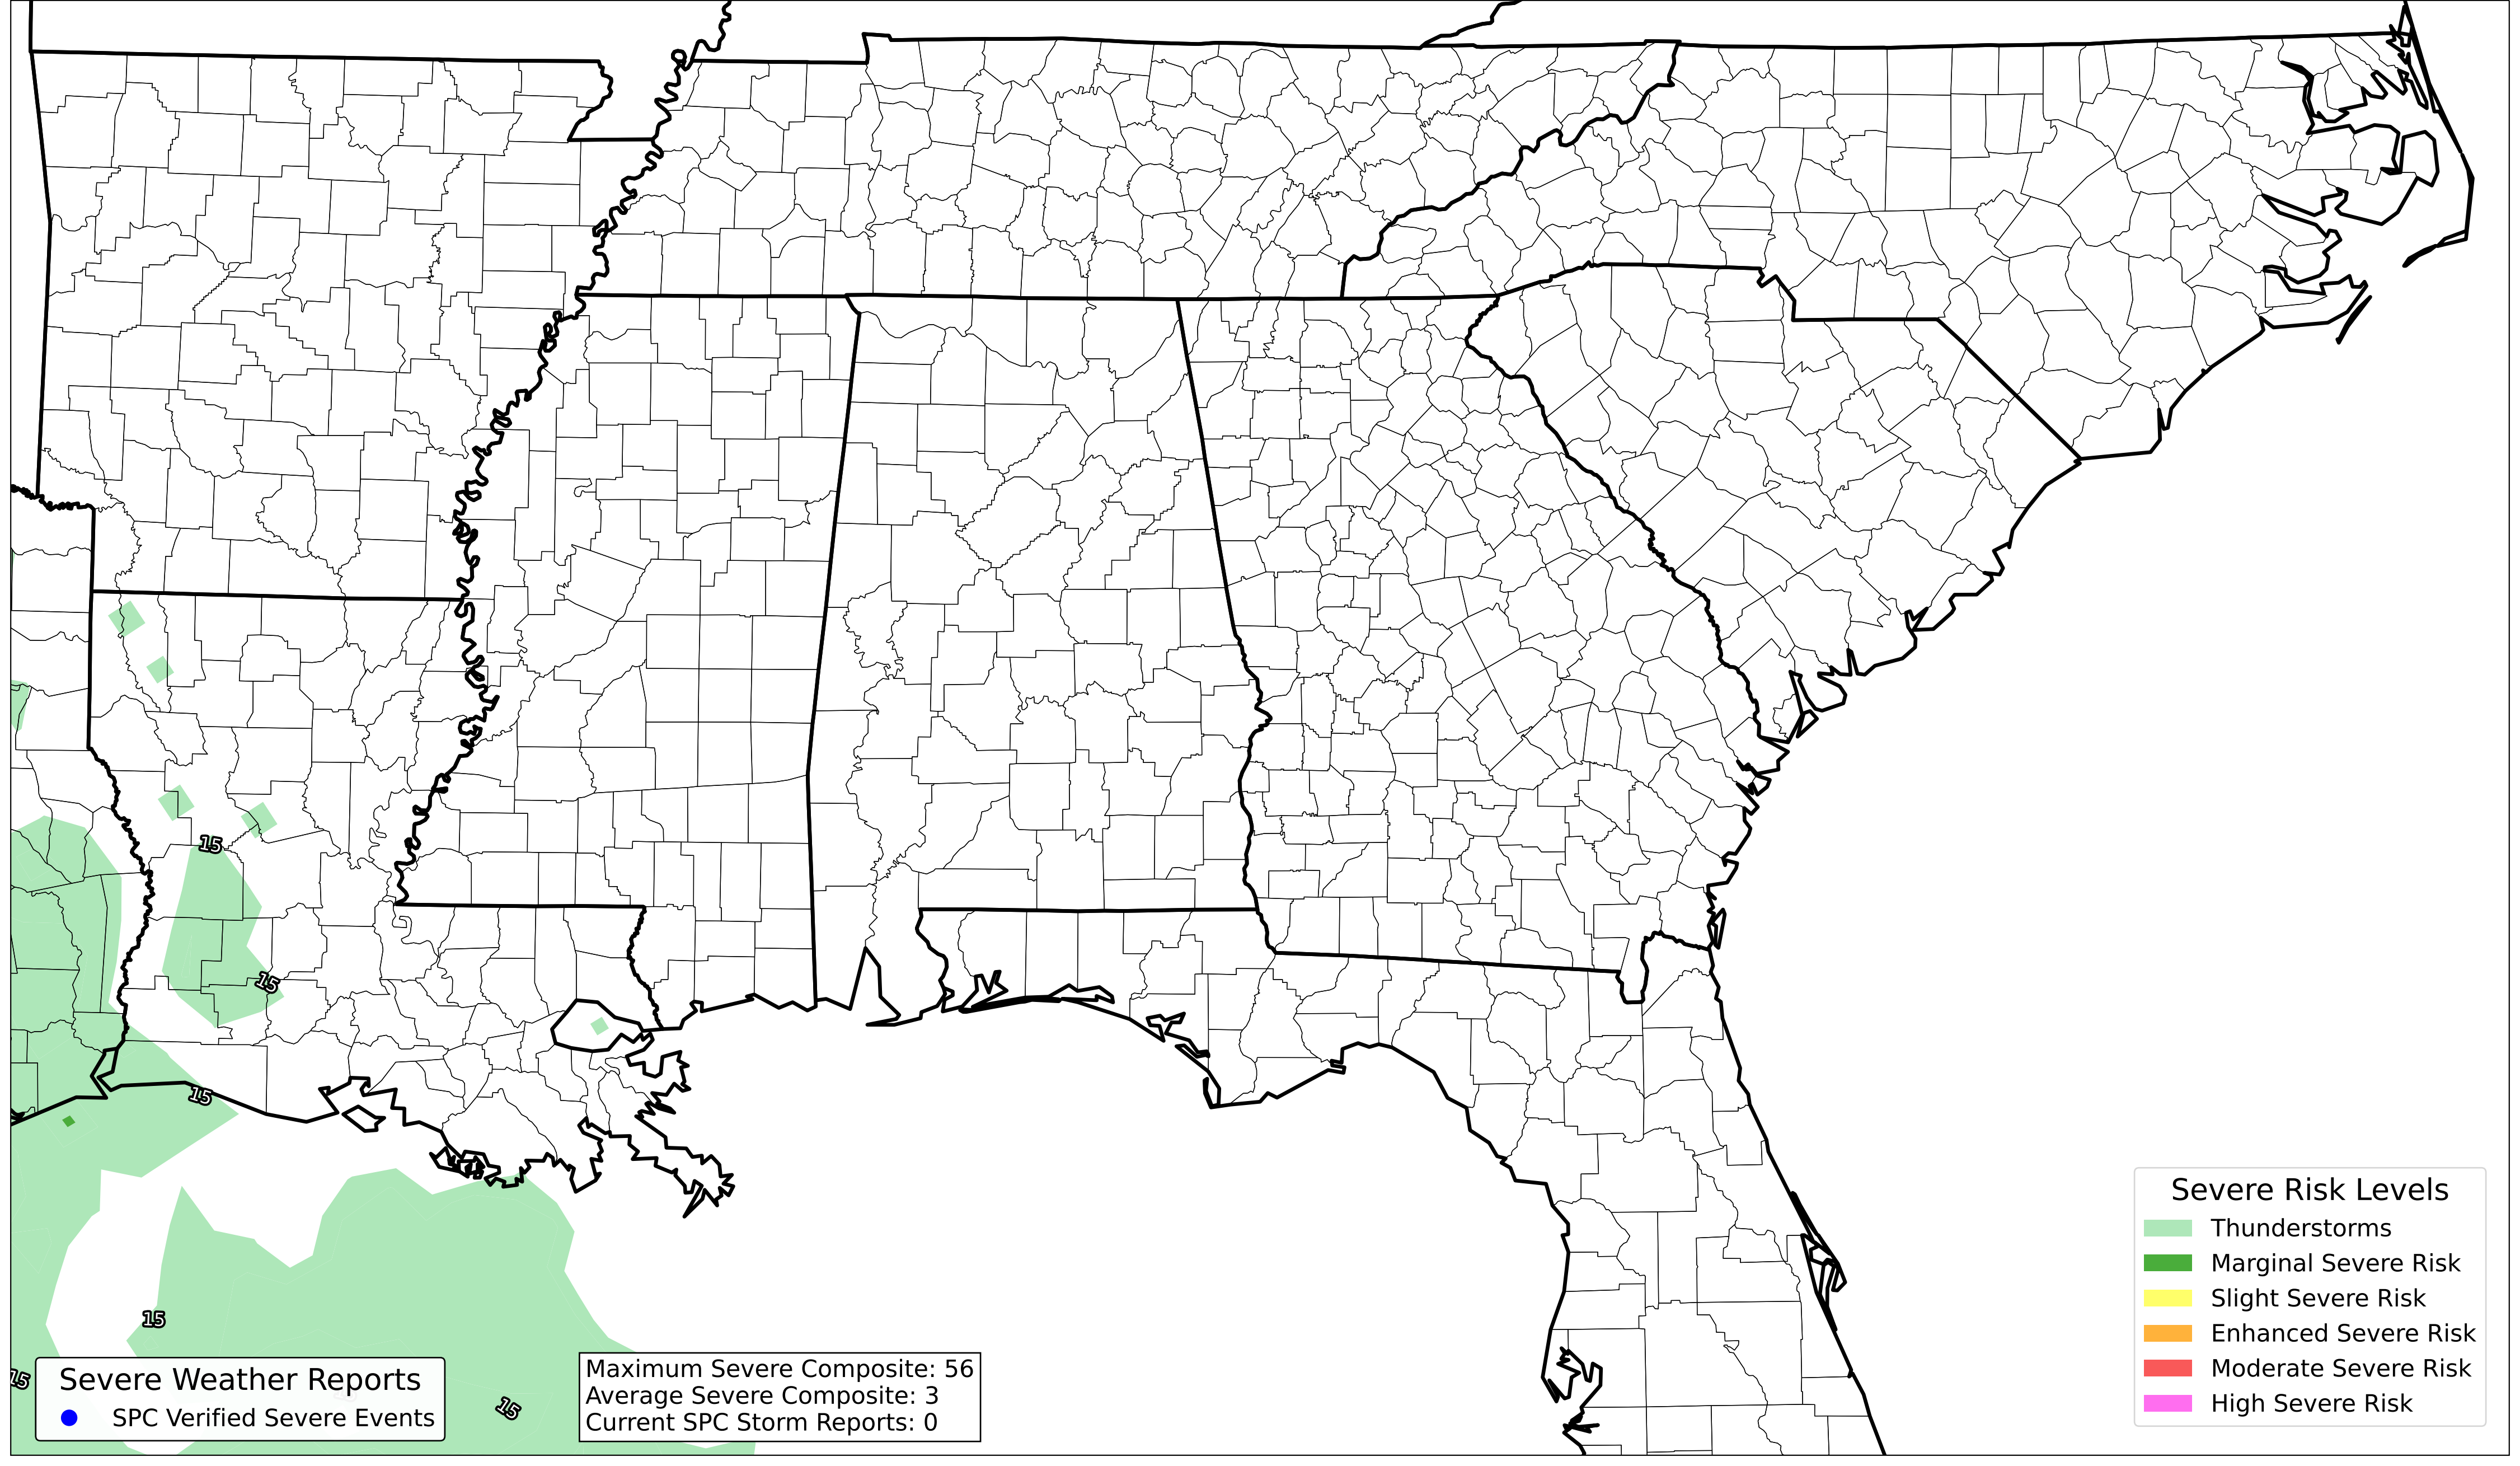 15
15
15
15
15
15
Severe Weather Reports
SPC Verified Severe Events
Maximum Severe Composite: 56
Average Severe Composite: 3
Current SPC Storm Reports: 0
Severe Risk Levels
Thunderstorms
Marginal Severe Risk
Slight Severe Risk
Enhanced Severe Risk
Moderate Severe Risk
High Severe Risk